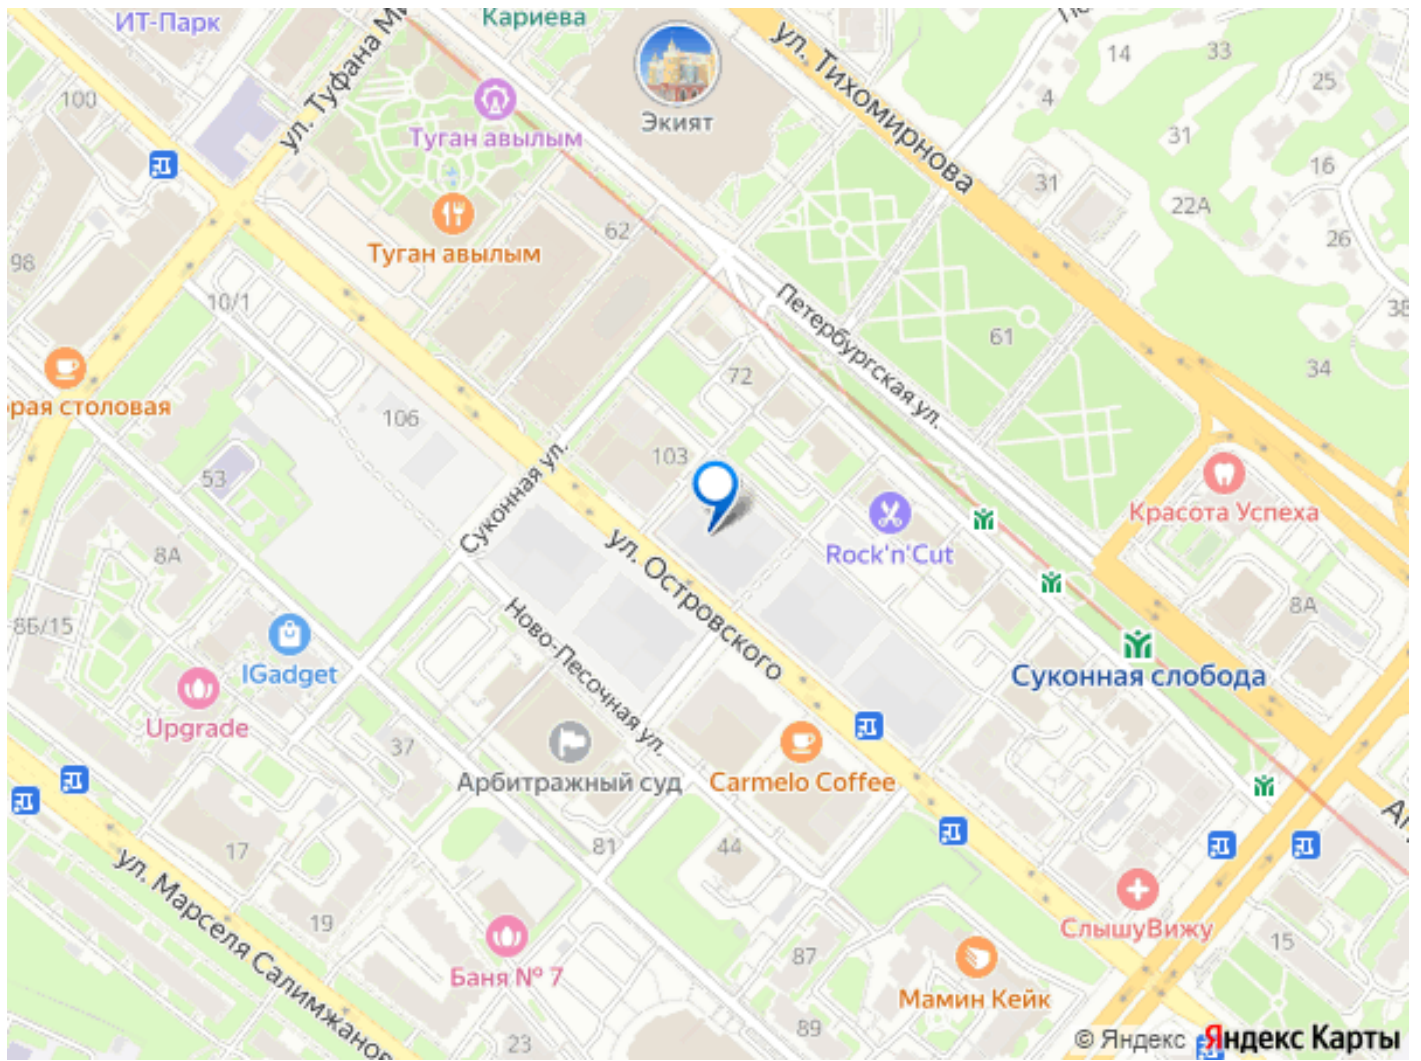 ИТ-Парк
Кариева
ул. Туфана Ми
ул. Тихомирнова
14
33
25
4
100
Экият
Туган авылым
31
16
31
22А
62
Туган авылым
26
98
10/1
Петербургская ул.
61
3В
34
72
рая столовая
106
103
53
Суконная ул.
Красота Успеха
ул. Островского
Rock'n'Cut
8А
8А
8Б/15
Ново-Песочная ул.
IGadget
Суконная слобода
Upgrade
37
Арбитражный суд
Carmelo Coffee
81
44
17
ул. Марселя Салимжанов
19
СлышуВижу
15
87
Баня № 7
Мамин Кейк
89
23
© Яндекс Яндекс Карты